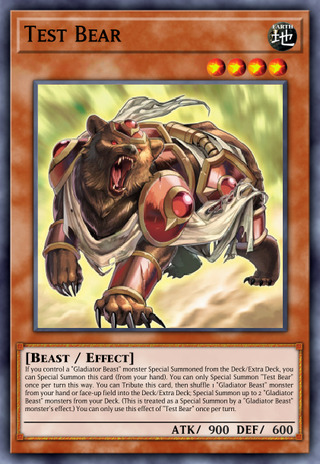 TEST BEAR
EARTH
地
[BEAST / EFFECT]
If you control a "Gladiator Beast" monster Special Summoned from the Deck/Extra Deck, you
can Special Summon this card (from your hand). You can only Special Summon "Test Bear"
once per turn this way. You can Tribute this card, then shuffle 1 "Gladiator Beast" monster
from your hand or face-up field into the Deck/Extra Deck; Special Summon up to 2 "Gladiator
Beast" monsters from your Deck. (This is treated as a Special Summon by a "Gladiator Beast"
monster's effect.) You can only use this effect of "Test Bear" once per turn.
ATK/ 900 DEF/ 600